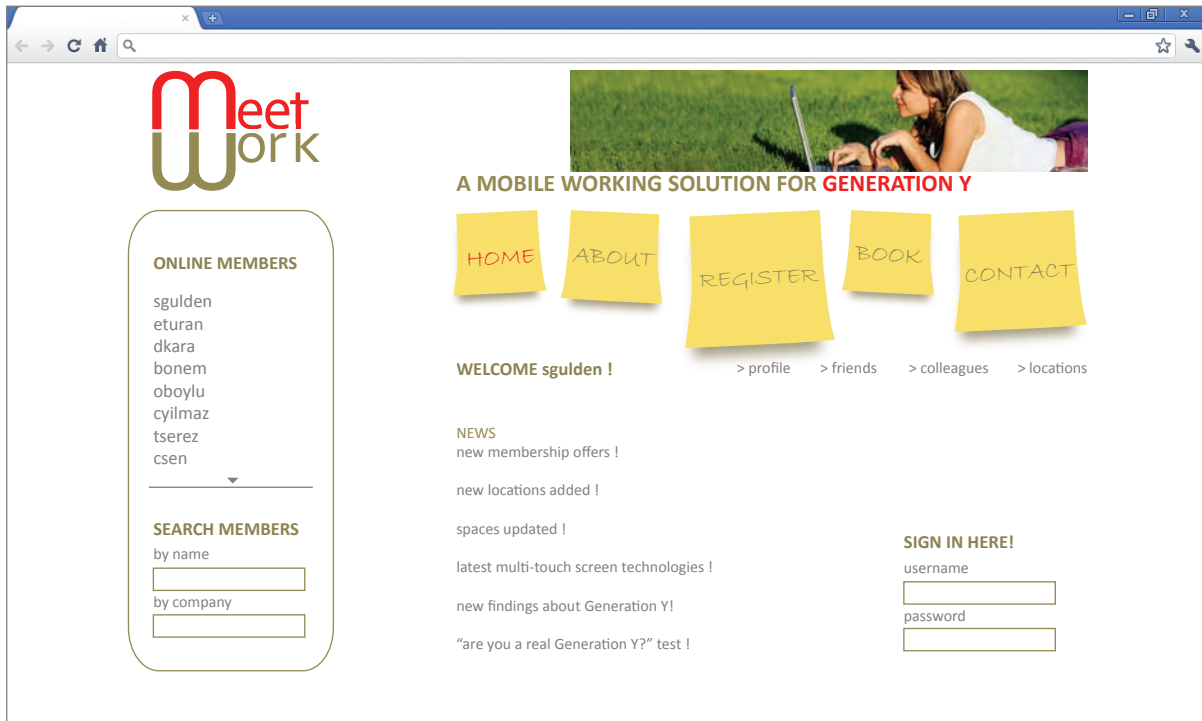 meet
work
A MOBILE WORKING SOLUTION FOR GENERATION Y
HOME
ABOUT
REGISTER
BOOK
CONTACT
ONLINE MEMBERS
sgulden
eturan
dkara
bonem
oboylu
cyilmaz
tserez
csen
SEARCH MEMBERS
by name
by company
WELCOME sgulden !
> profile > friends > colleagues > locations
NEWS
new membership offers !
new locations added !
spaces updated !
latest multi-touch screen technologies !
new findings about Generation Y!
“are you a real Generation Y?” test !
SIGN IN HERE!
username
password